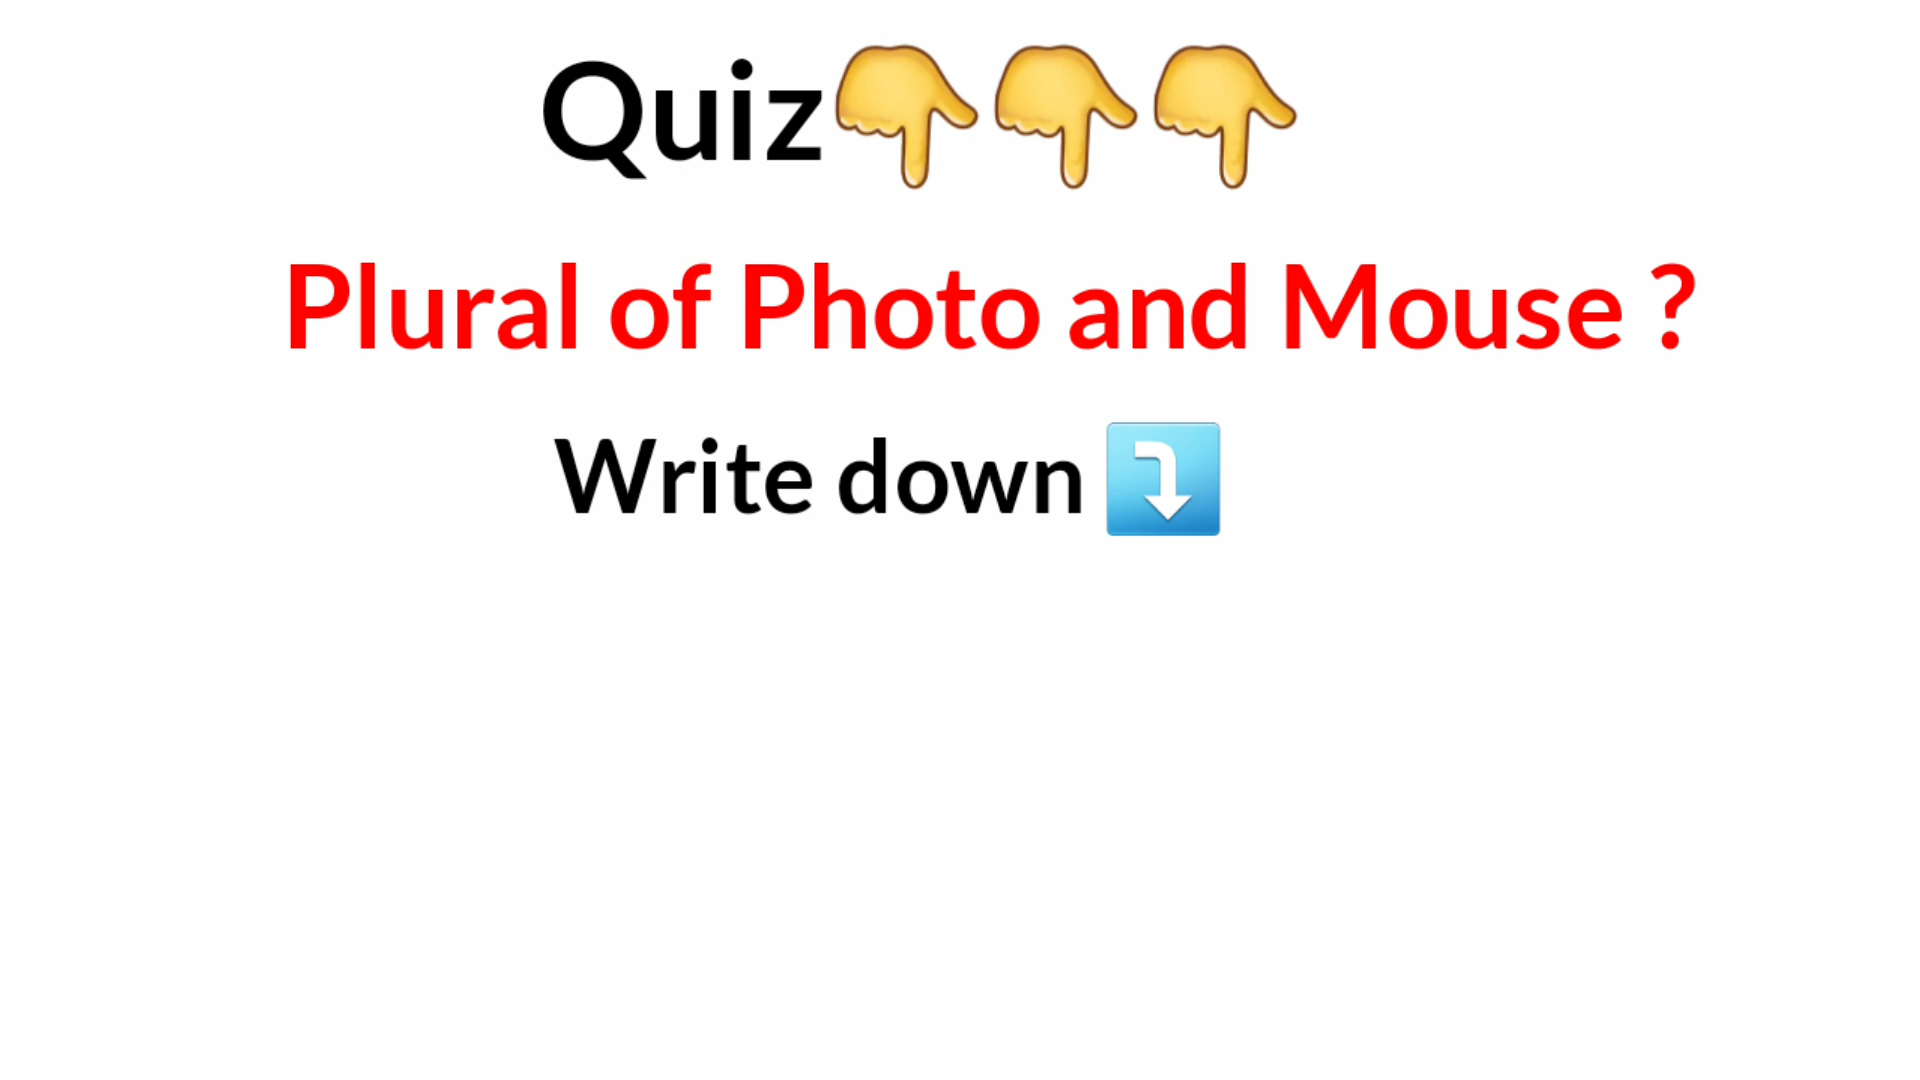 Quiz👇👇👇
Plural of Photo and Mouse ?
Write down ⤵️